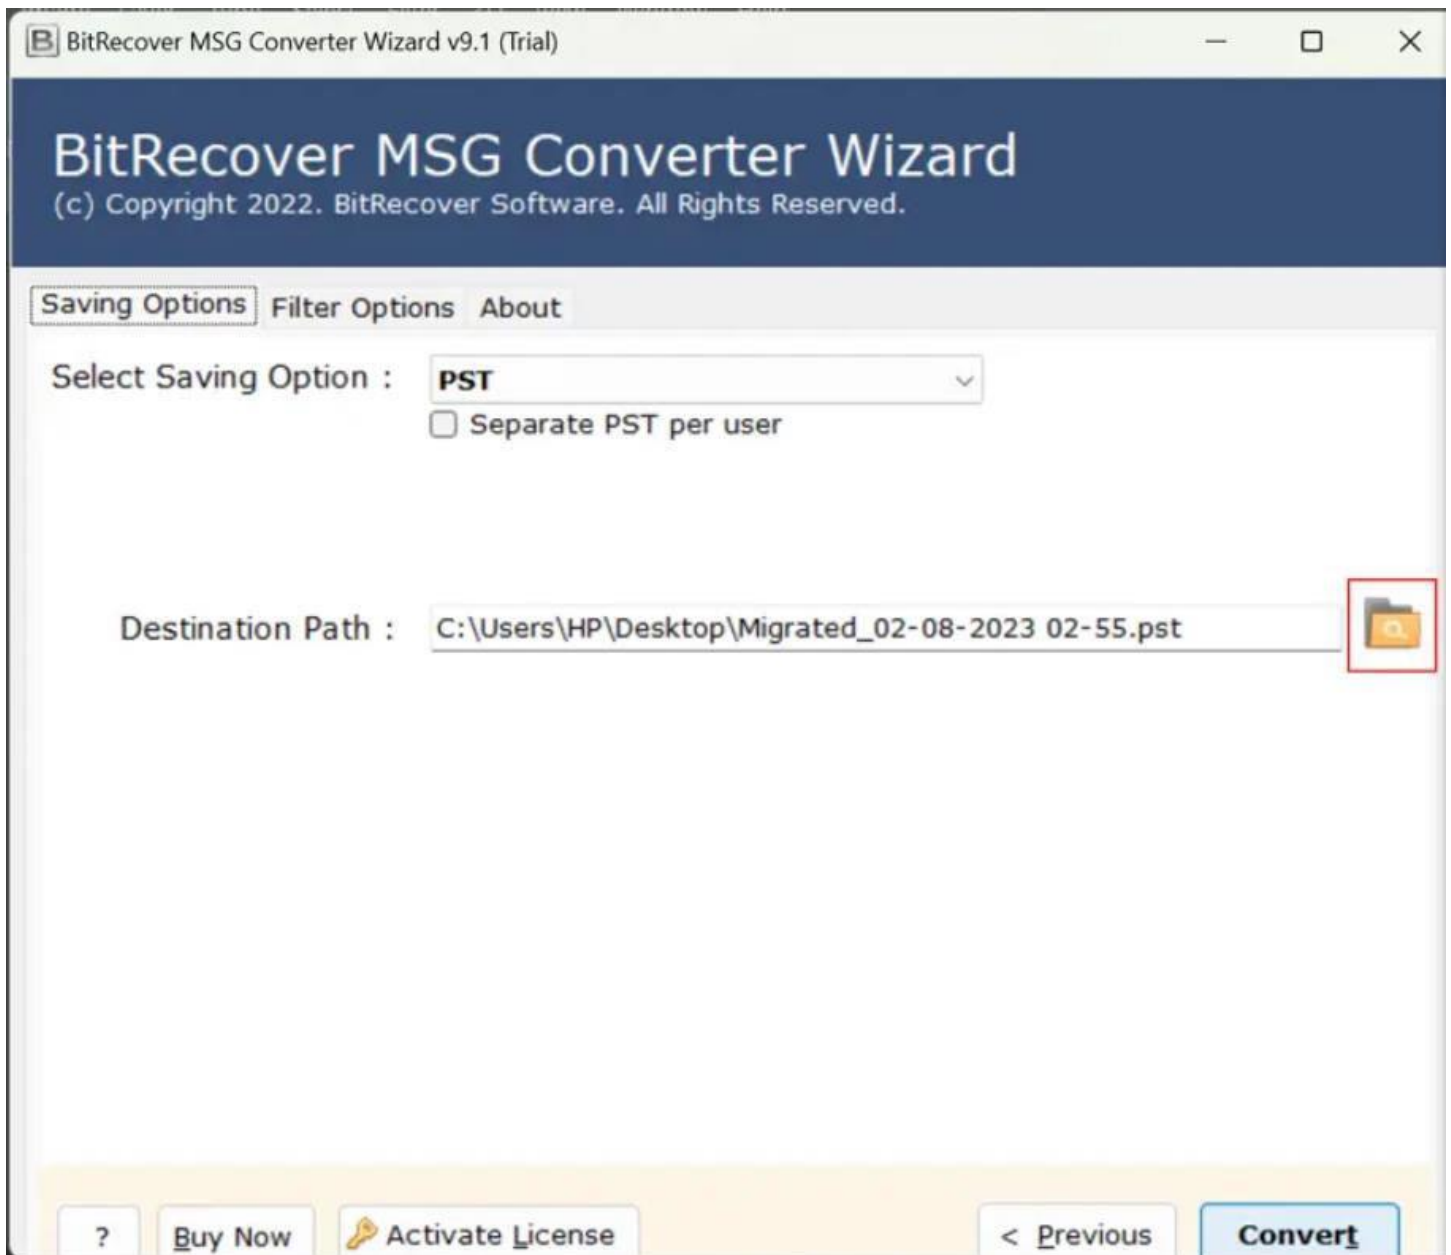 BitRecover MSG Converter Wizard v9.1 (Trial)
BitRecover MSG Converter Wizard
(c) Copyright 2022. BitRecover Software. All Rights Reserved.
Saving Options Filter Options About
Select Saving Option : PST
Separate PST per user
Destination Path : C:\Users\HP\Desktop\Migrated_02-08-2023 02-55.pst
? Buy Now Activate License < Previous Convert